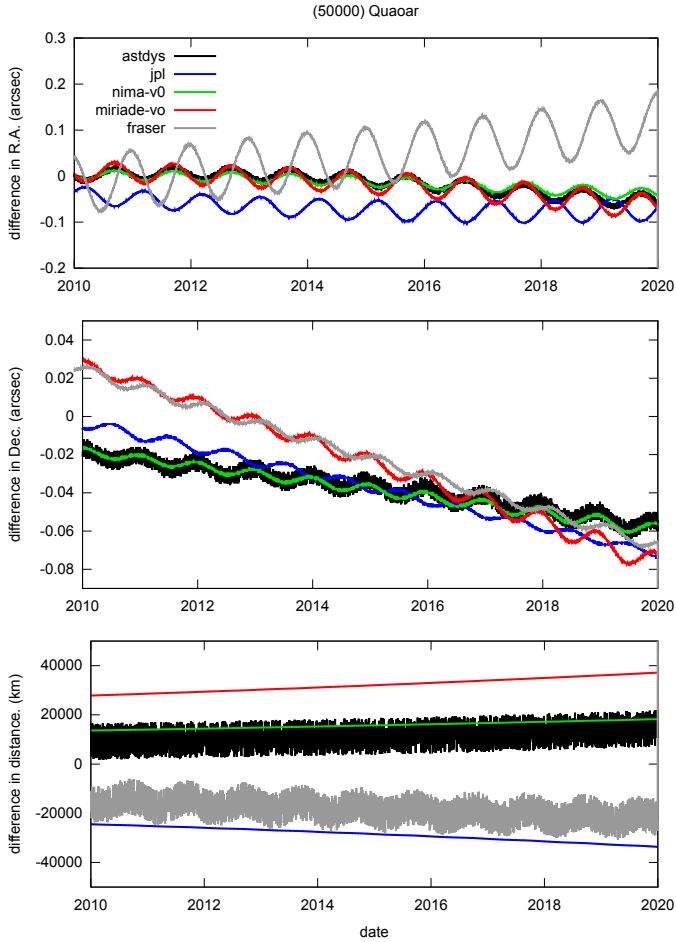 (50000) Quaoar
0.3
0.2
0.1
0
-0.1
-0.2
difference in R.A. (arcsec)
astdys
jpl
nima-v0
miriade-vo
fraser
2010 2012 2014 2016 2018 2020
0.04
0.02
0
-0.02
-0.04
-0.06
-0.08
difference in Dec. (arcsec)
2010 2012 2014 2016 2018 2020
40000
20000
0
-20000
-40000
difference in distance. (km)
2010 2012 2014 2016 2018 2020
date